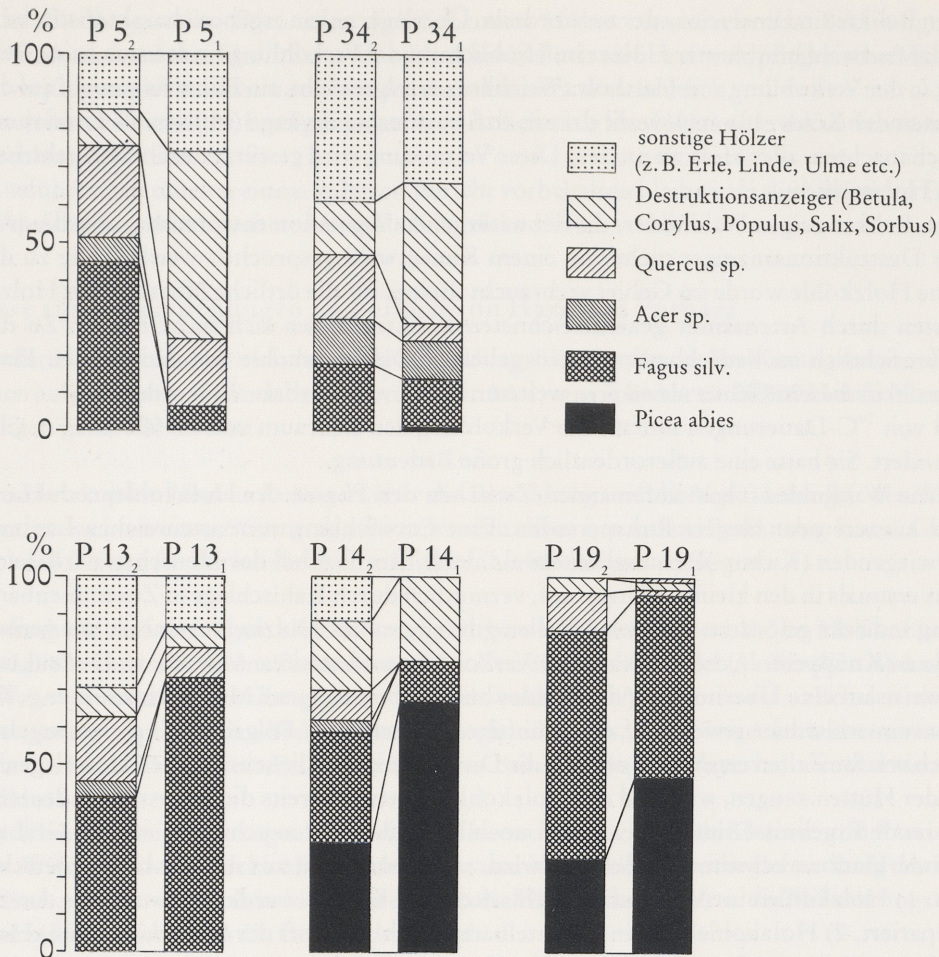 % P 5₂ P 5₁ P 34₂ P 34₁
100
50
0
sonstige Hölzer
(z.B. Erle, Linde, Ulme etc.)
Destruktionsanzeiger (Betula,
Corylus, Populus, Salix, Sorbus)
Quercus sp.
Acer sp.
Fagus silv.
Picea abies
% P 13₂ P 13₁ P 14₂ P 14₁ P 19₂ P 19₁
100
50
0